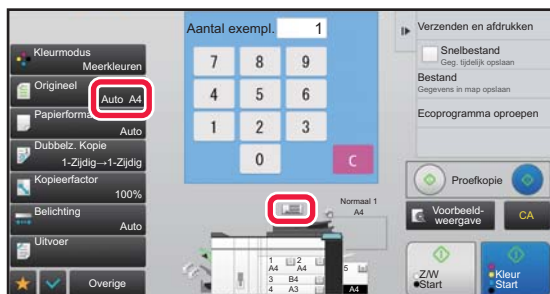 Aantal exempl. 1
Kleurmodus
Meerkleuren
Origineel
Auto A4
Papierforma
Auto
Dubbelz. Kopie
1-Zijdig→1-Zijdig
Kopieerfactor
100%
Belichting
Auto
Uitvoer
Overige
7 8 9
4 5 6
1 2 3
0 C
Normaal 1
A4
1 A4 2 A4
3 B4
4 A3
5
A4
Verzenden en afdrukken
Snelbestand
Geg. tijdelijk opslaan
Bestand
Gegevens in map opslaan
Ecoprogramma oproepen
Proefkopie
Voorbeeld-
weergave
CA
Z/W
Start
Kleur
Start